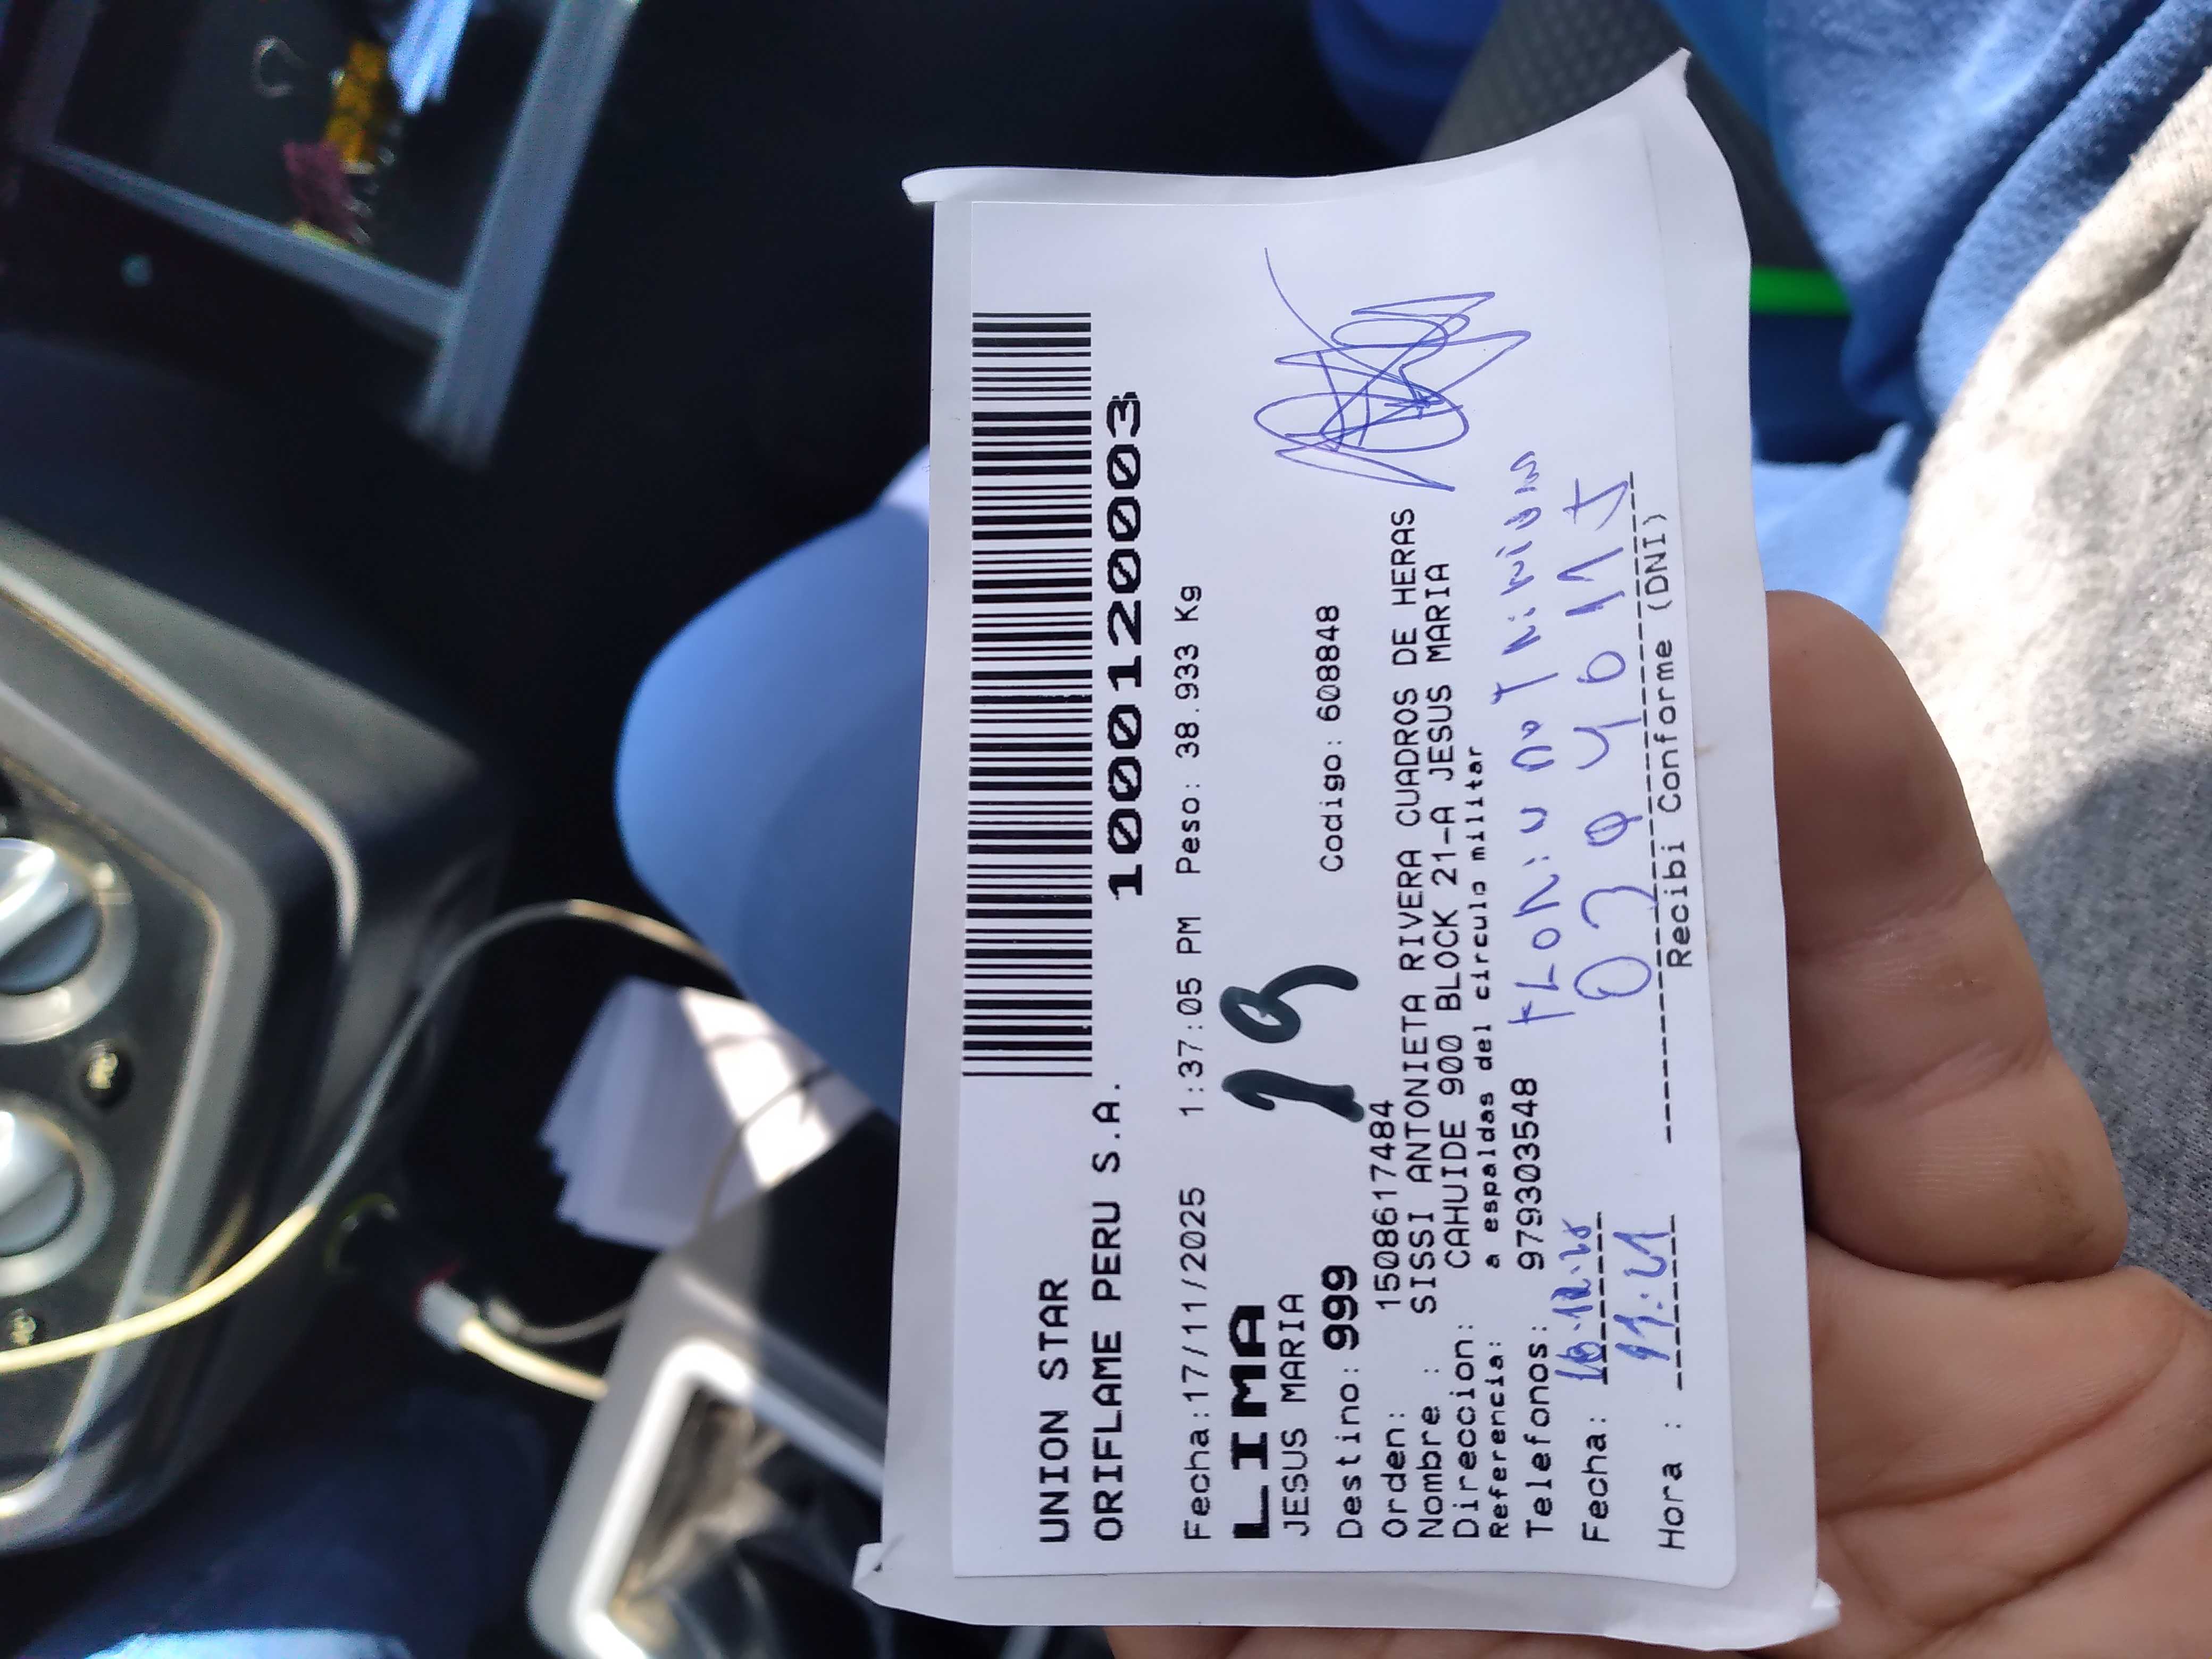 UNION STAR
ORIFLAME PERU S.A.
1000120003
Fecha:17/11/2025 1:37:05 PM Peso: 38.933 Kg
LIMA
19
JESUS MARIA
Destino: 999 Codigo: 608848
Orden: 1508617484
Nombre : SISSI ANTONIETA RIVERA CUADROS DE HERAS
Direccion: CAHUIDE 900 BLOCK 21-A JESUS MARIA
Referencia: a espaldas del circulo militar
Telefonos: 979303548
Fecha:
Hora :
Recibi Conforme (DNI)